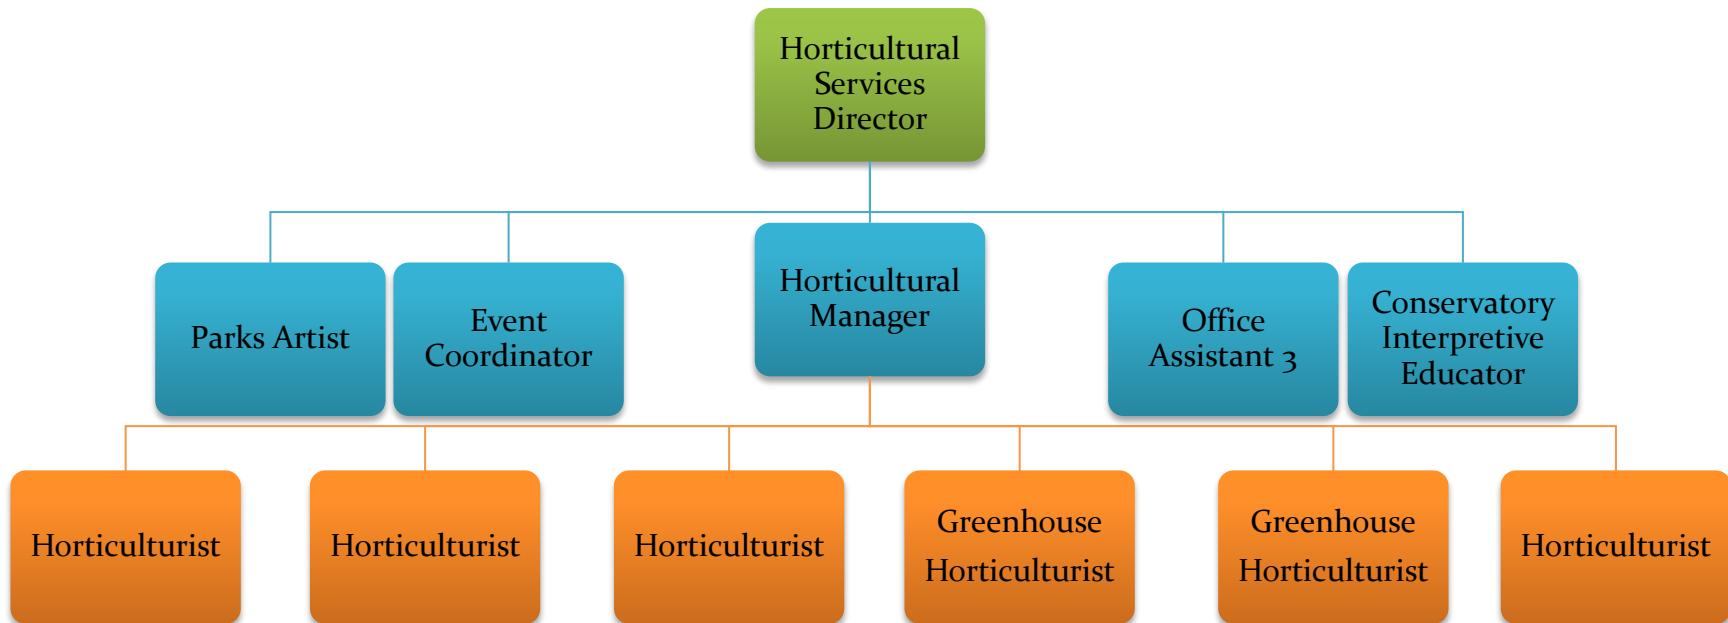 Horticultural
Services
Director
Parks Artist
Event
Coordinator
Horticultural
Manager
Office
Assistant 3
Conservatory
Interpretive
Educator
Horticulturist
Horticulturist
Horticulturist
Greenhouse
Horticulturist
Greenhouse
Horticulturist
Horticulturist